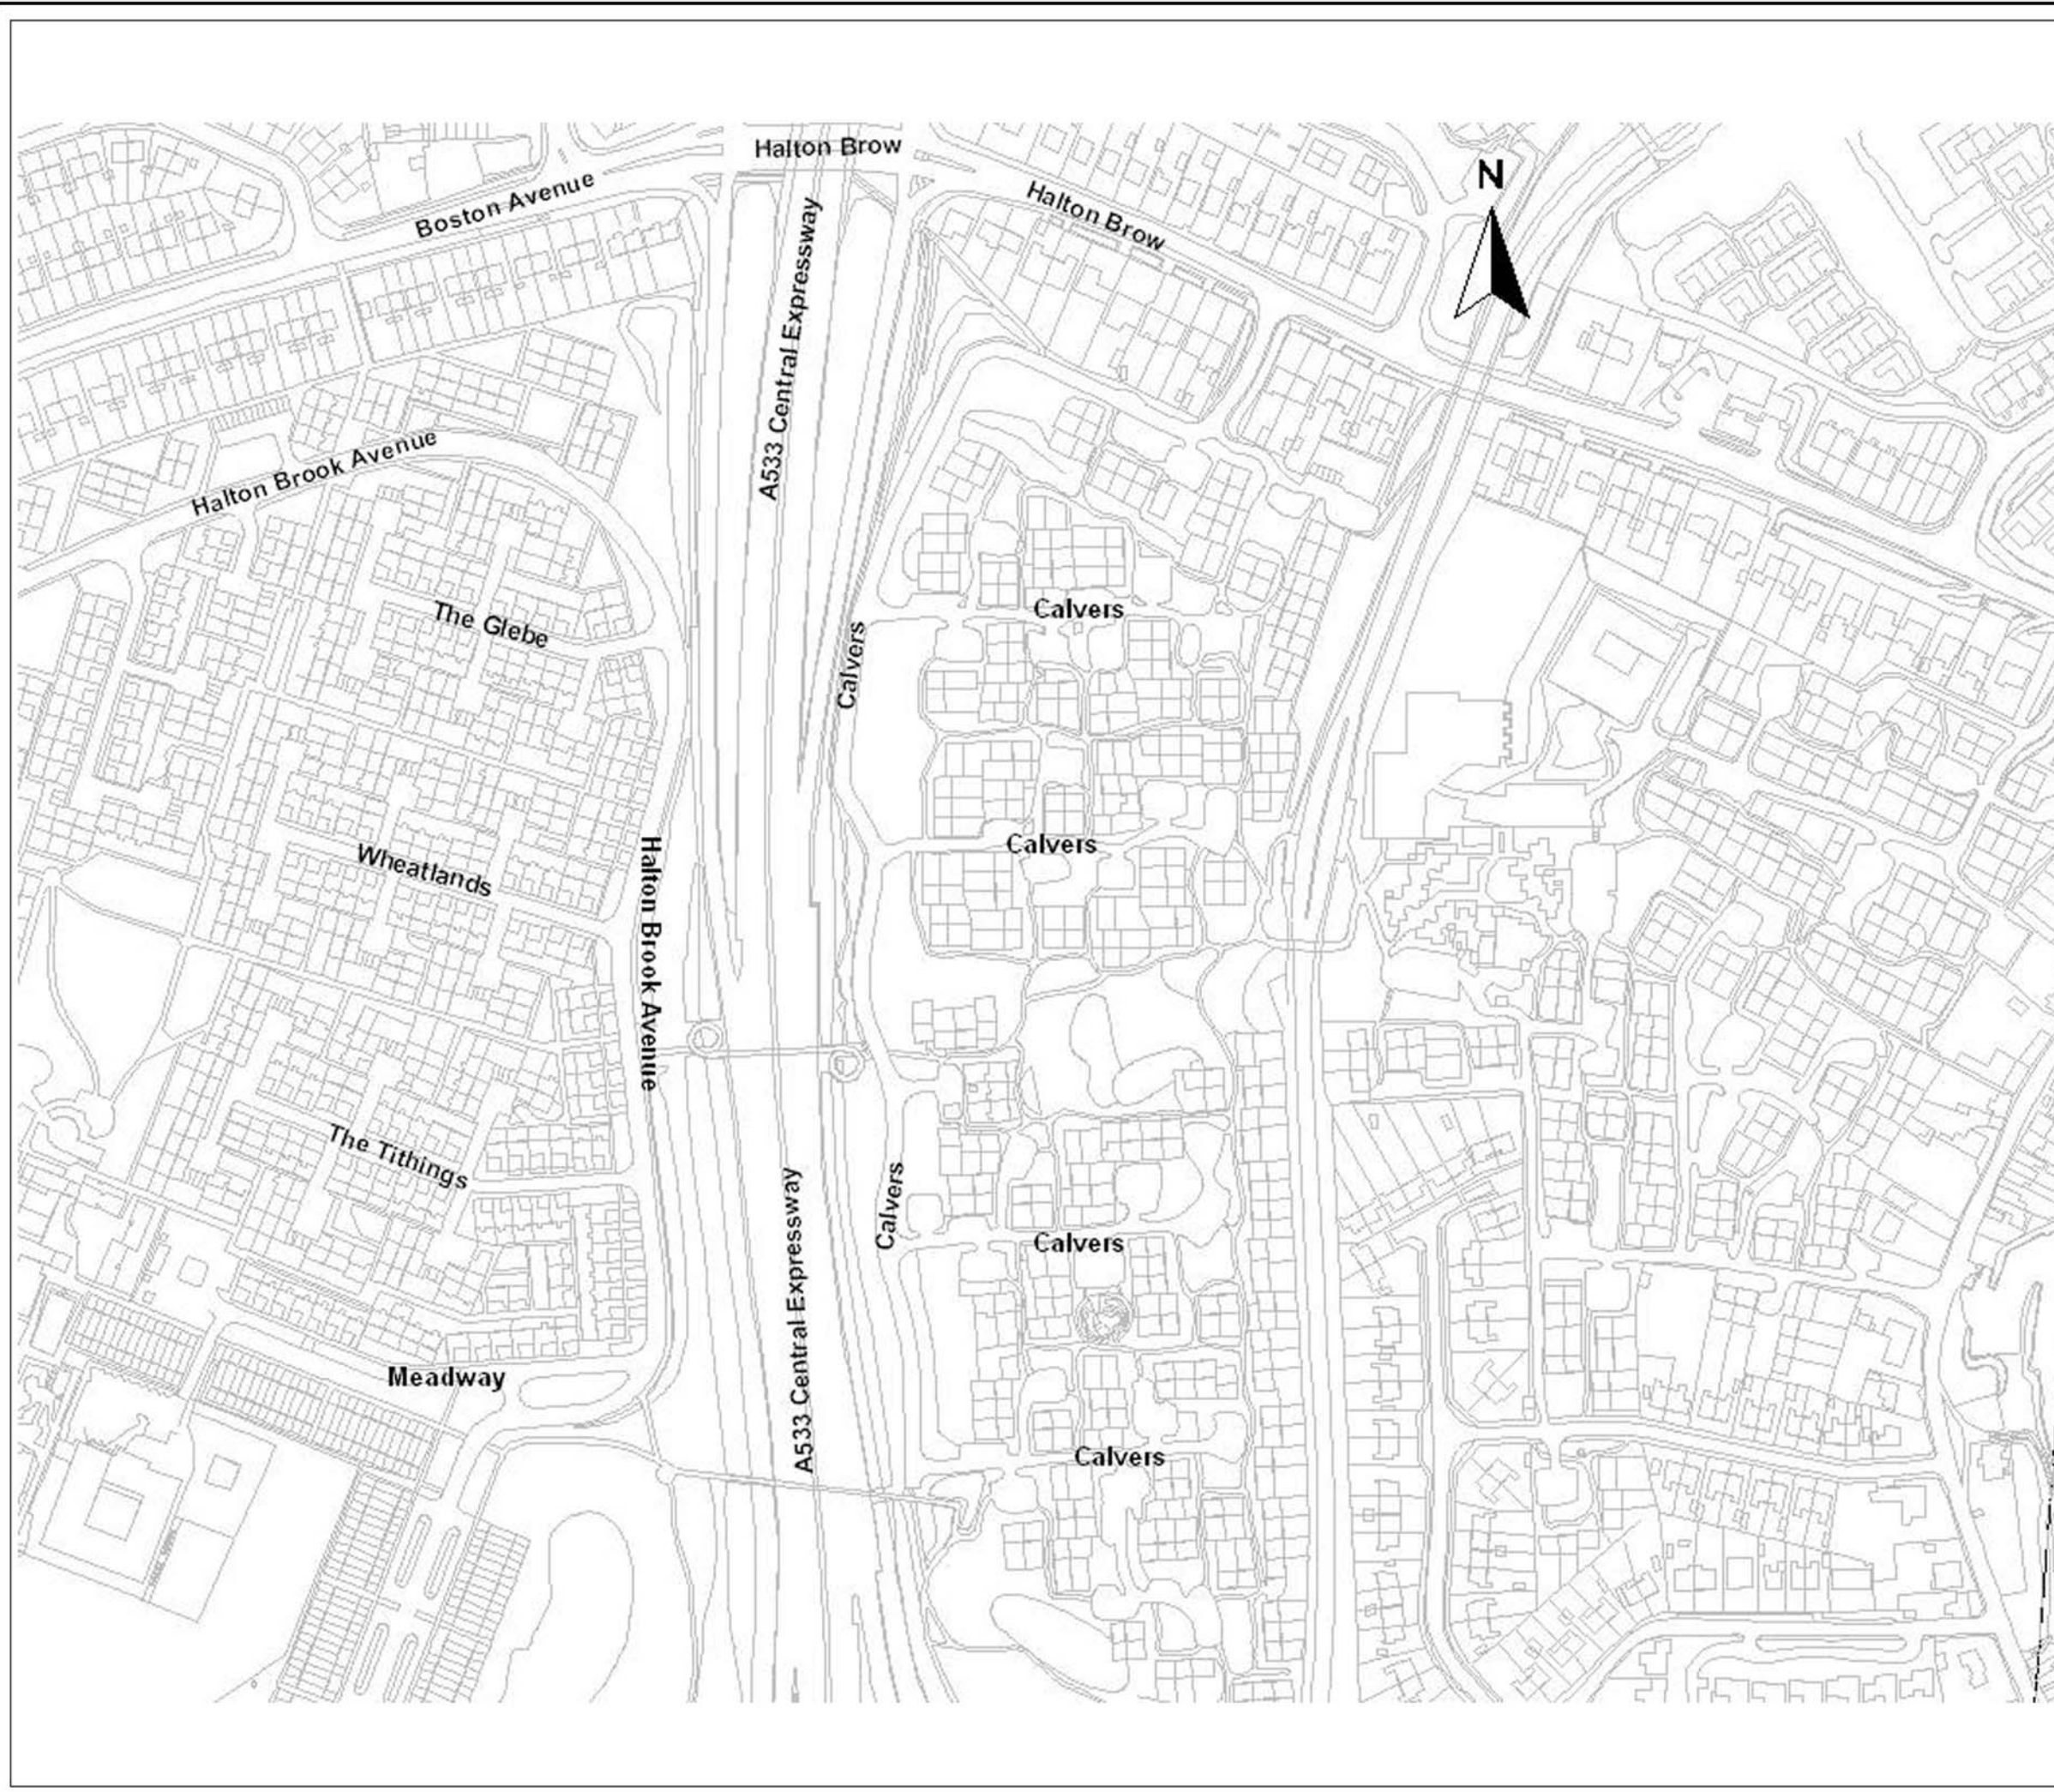 Halton Brow
N
Boston Avenue
Halton Brow
A533 Central Expressway
Halton Brook Avenue
The Glebe
Calvers
Calvers
Wheatlands
Halton Brook Avenue
Calvers
The Tithings
Calvers
Calvers
A533 Central Expressway
Meadway
Calvers